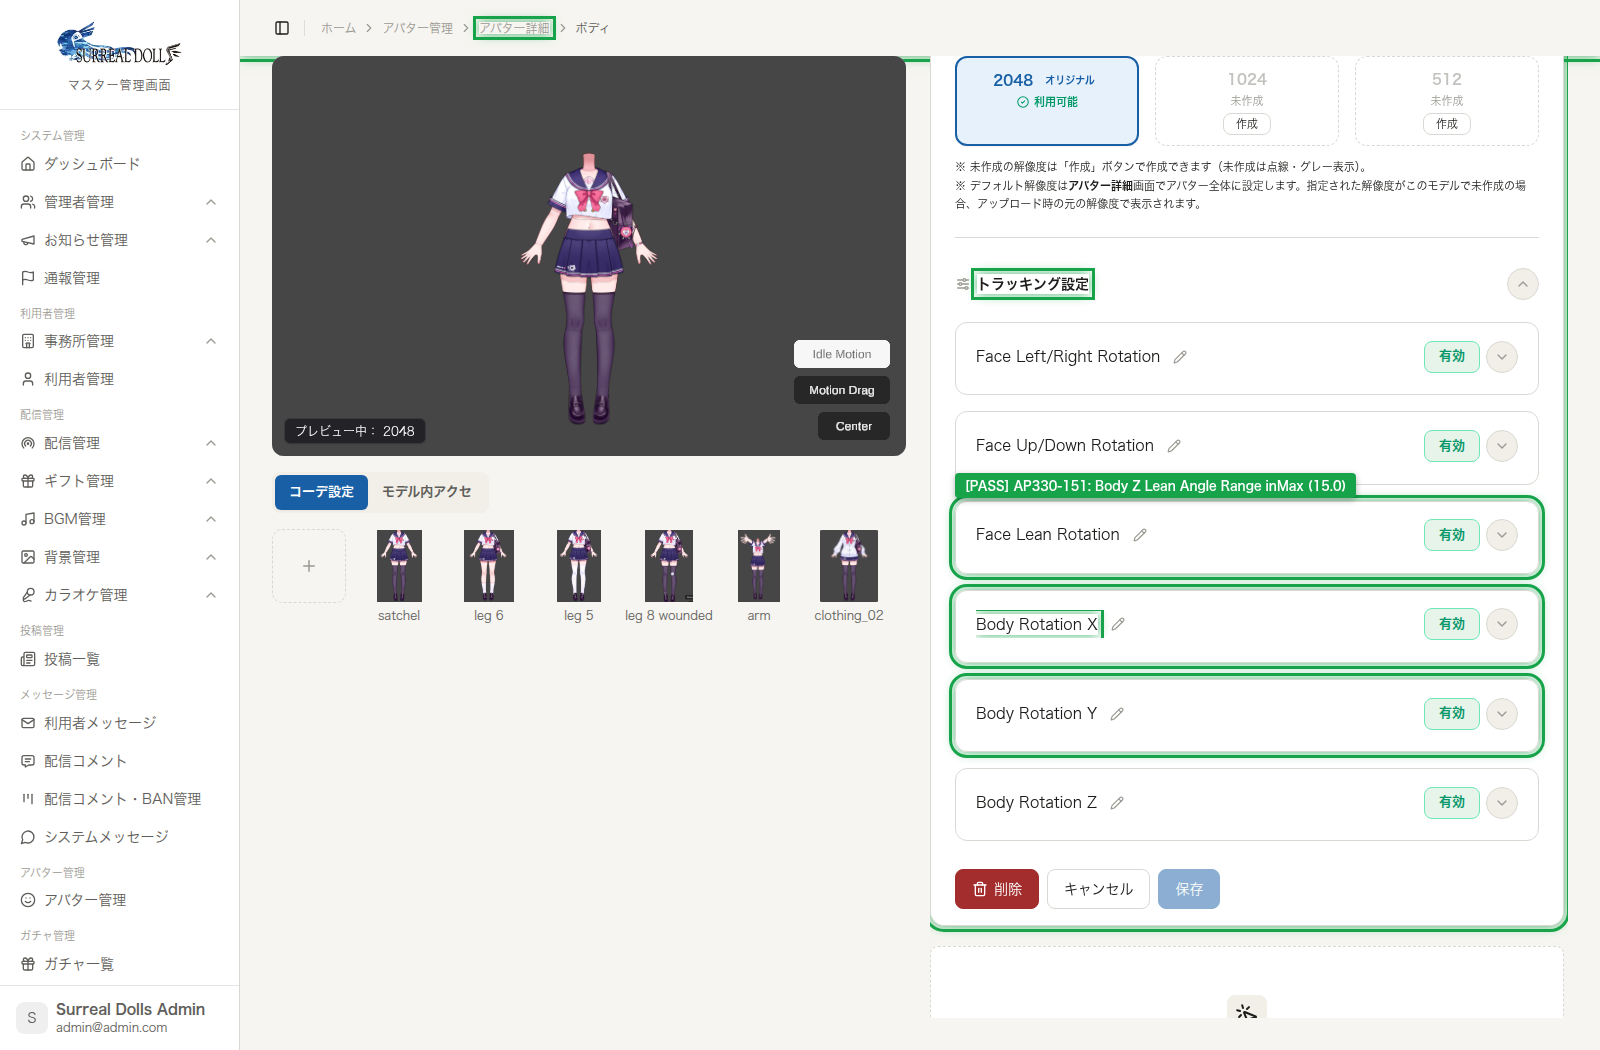 SURREAL DOLL
マスター管理画面
システム管理
ダッシュボード
管理者管理
お知らせ管理
通報管理
利用者管理
事務所管理
利用者管理
配信管理
配信管理
ギフト管理
BGM管理
背景管理
カラオケ管理
投稿管理
投稿一覧
メッセージ管理
利用者メッセージ
配信コメント
配信コメント・BAN管理
システムメッセージ
アバター管理
アバター管理
ガチャ管理
ガチャ一覧
S
Surreal Dolls Admin
admin@admin.com
ホーム
アバター管理
アバター詳細
ボディ
Idle Motion
Motion Drag
Center
プレビュー中： 2048
コーデ設定
モデル内アクセ
satchel
leg 6
leg 5
leg 8 wounded
arm
clothing_02
2048 オリジナル
利用可能
1024
未作成
作成
512
未作成
作成
※ 未作成の解像度は「作成」ボタンで作成できます（未作成は点線・グレー表示）。
※ デフォルト解像度はアバター詳細画面でアバター全体に設定します。指定された解像度がこのモデルで未作成の場
合、アップロード時の元の解像度で表示されます。
トラッキング設定
Face Left/Right Rotation
有効
Face Up/Down Rotation
有効
[PASS] AP330-151: Body Z Lean Angle Range inMax (15.0)
Face Lean Rotation
有効
Body Rotation X
有効
Body Rotation Y
有効
Body Rotation Z
有効
削除
キャンセル
保存